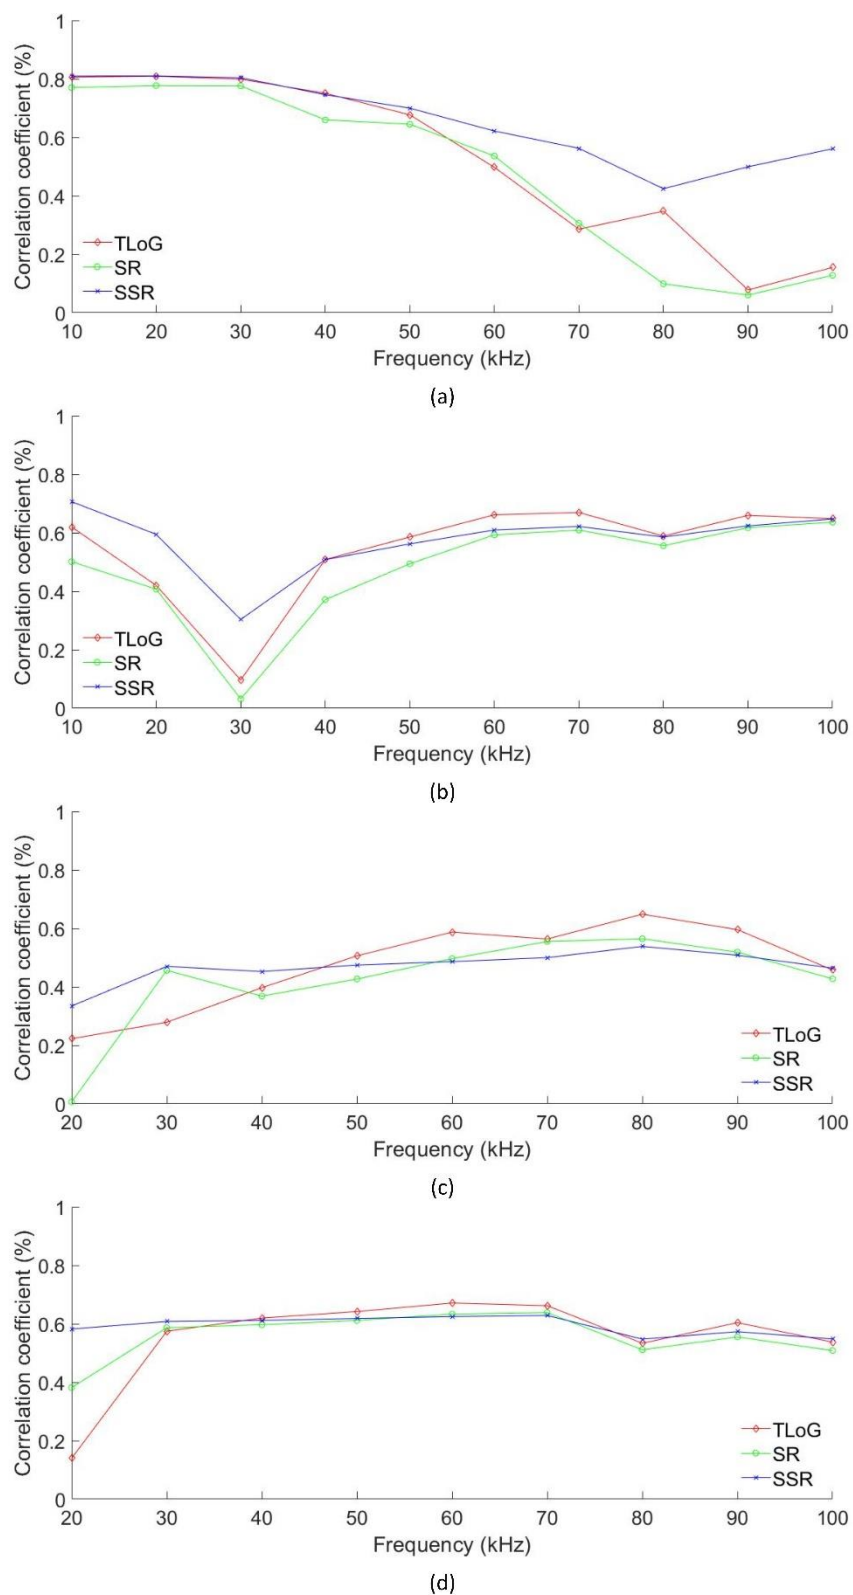 Correlation coefficient (%)
1
0.8
0.6
0.4
0.2
0
TLoG
SR
SSR
10 20 30 40 50 60 70 80 90 100
Frequency (kHz)
(a)
Correlation coefficient (%)
1
0.8
0.6
0.4
0.2
0
TLoG
SR
SSR
10 20 30 40 50 60 70 80 90 100
Frequency (kHz)
(b)
Correlation coefficient (%)
1
0.8
0.6
0.4
0.2
0
TLoG
SR
SSR
20 30 40 50 60 70 80 90 100
Frequency (kHz)
(c)
Correlation coefficient (%)
1
0.8
0.6
0.4
0.2
0
TLoG
SR
SSR
20 30 40 50 60 70 80 90 100
Frequency (kHz)
(d)